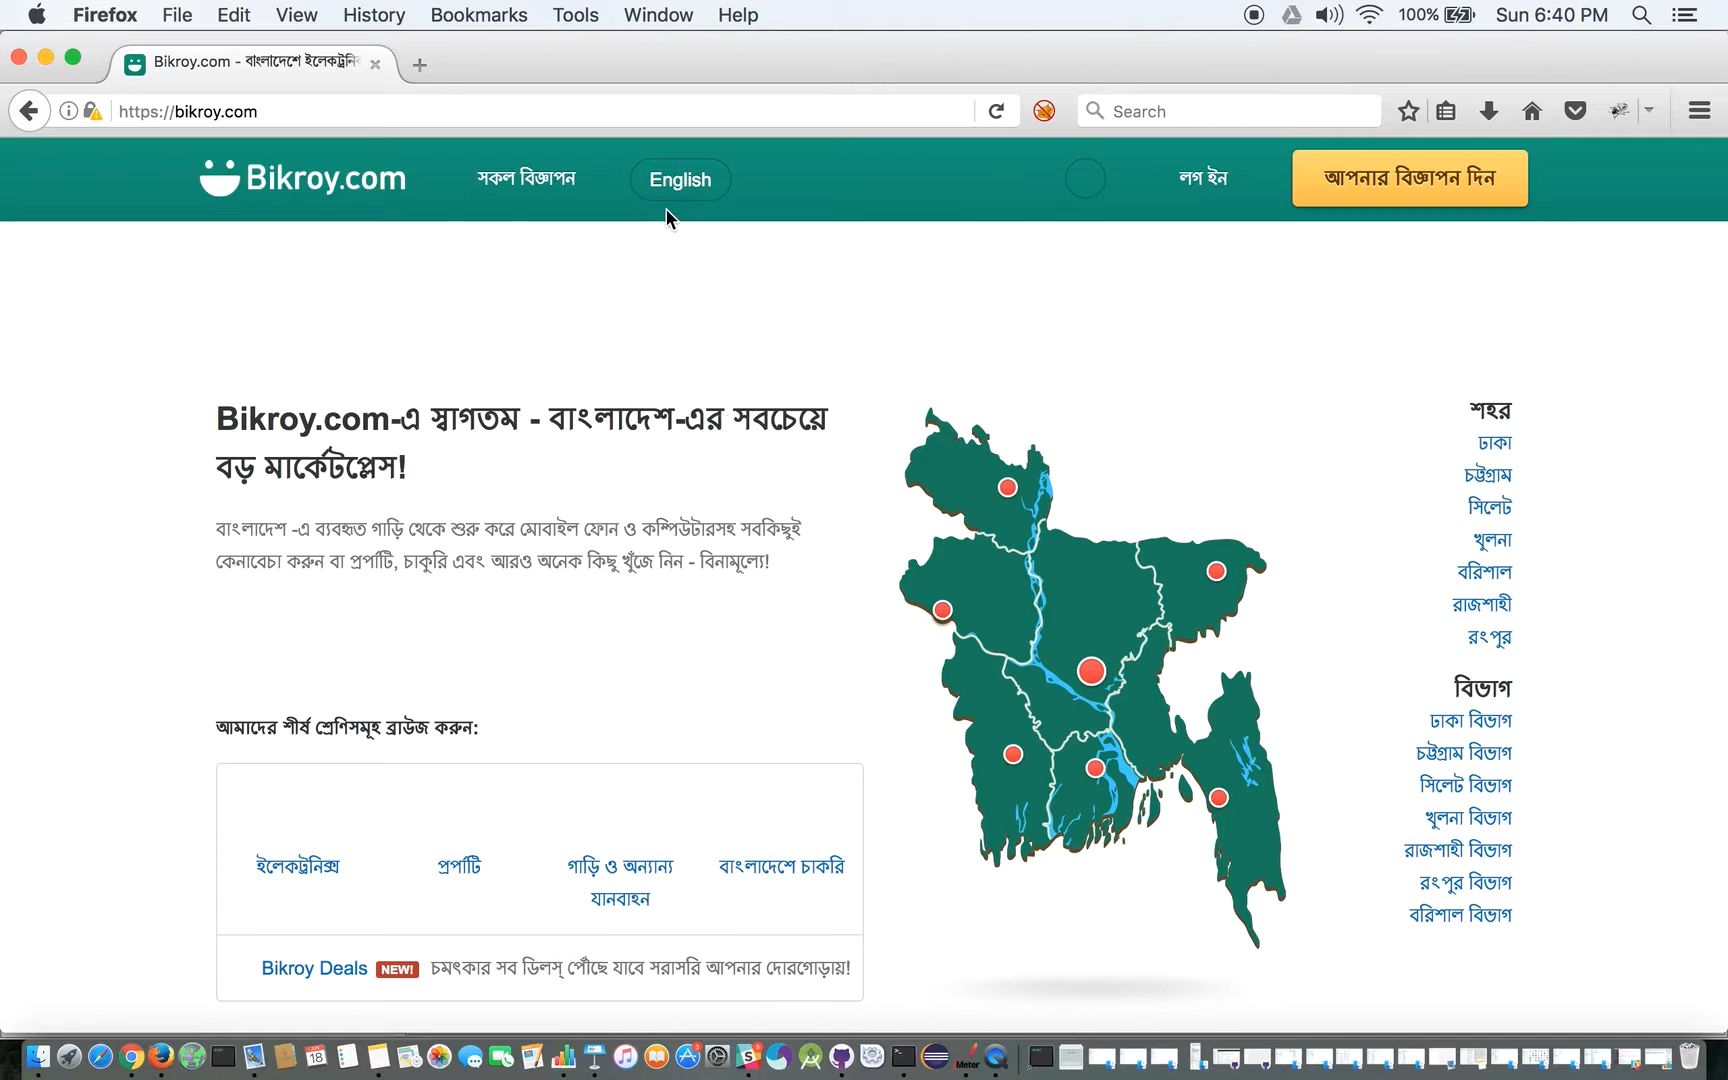 Firefox File Edit View History Bookmarks Tools Window Help 100% Sun 6:40 PM
Bikroy.com - বাংলাদেশে ইলেকট্রনি
https://bikroy.com Search
Bikroy.com সকল বিজ্ঞাপন English লগ ইন আপনার বিজ্ঞাপন দিন
Bikroy.com-এ স্বাগতম - বাংলাদেশ-এর সবচেয়ে
বড় মার্কেটপ্লেস!
বাংলাদেশ -এ ব্যবহৃত গাড়ি থেকে শুরু করে মোবাইল ফোন ও কম্পিউটারসহ সবকিছুই
কেনাবেচা করুন বা প্রপার্টি, চাকুরি এবং আরও অনেক কিছু খুঁজে নিন - বিনামূল্যে!
আমাদের শীর্ষ শ্রেণিসমূহ ব্রাউজ করুন:
ইলেকট্রনিক্স প্রপার্টি গাড়ি ও অন্যান্য বাংলাদেশে চাকরি
যানবাহন
Bikroy Deals NEW! চমৎকার সব ডিলস্ পৌঁছে যাবে সরাসরি আপনার দোরগোড়ায়!
শহর
ঢাকা
চট্টগ্রাম
সিলেট
খুলনা
বরিশাল
রাজশাহী
রংপুর
বিভাগ
ঢাকা বিভাগ
চট্টগ্রাম বিভাগ
সিলেট বিভাগ
খুলনা বিভাগ
রাজশাহী বিভাগ
রংপুর বিভাগ
বরিশাল বিভাগ
18
Meter